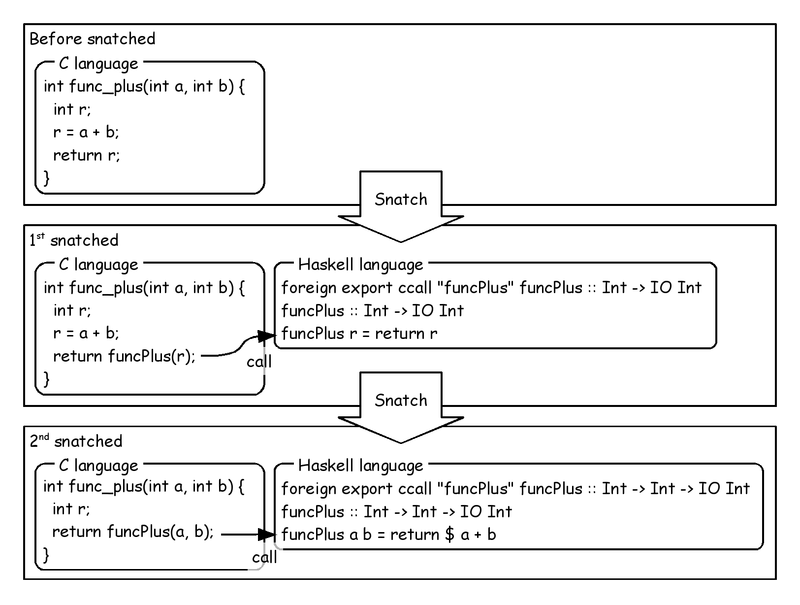 Before snatched
C language
int func_plus(int a, int b) {
int r;
r = a + b;
return r;
}
Snatch
1st snatched
C language
int func_plus(int a, int b) {
int r;
r = a + b;
return funcPlus(r);
}
call
Haskell language
foreign export ccall "funcPlus" funcPlus :: Int -> IO Int
funcPlus :: Int -> IO Int
funcPlus r = return r
Snatch
2nd snatched
C language
int func_plus(int a, int b) {
int r;
return funcPlus(a, b);
}
call
Haskell language
foreign export ccall "funcPlus" funcPlus :: Int -> Int -> IO Int
funcPlus :: Int -> Int -> IO Int
funcPlus a b = return $ a + b